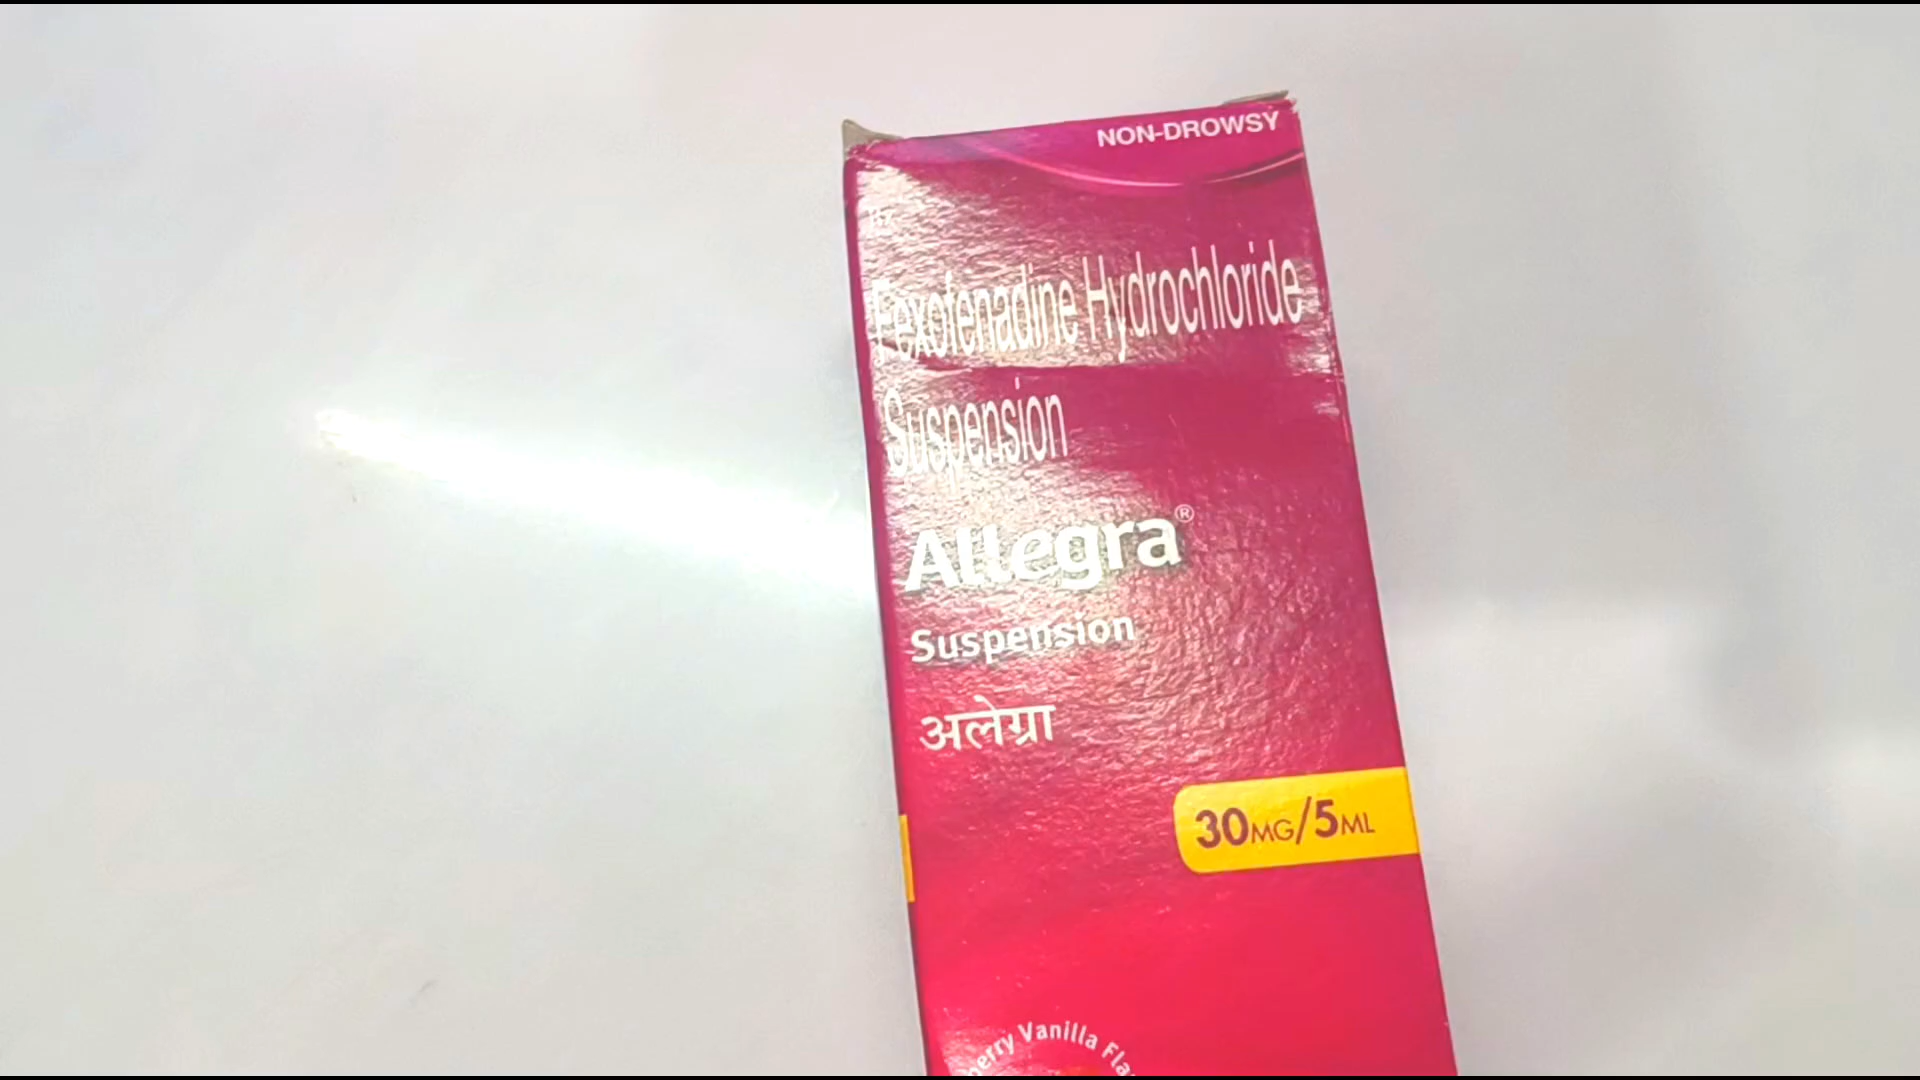 NON-DROWSY
Fexofenadine Hydrochloride
Suspension
Allegra®
Suspension
अलेग्रा
30MG/5ML
Vanilla